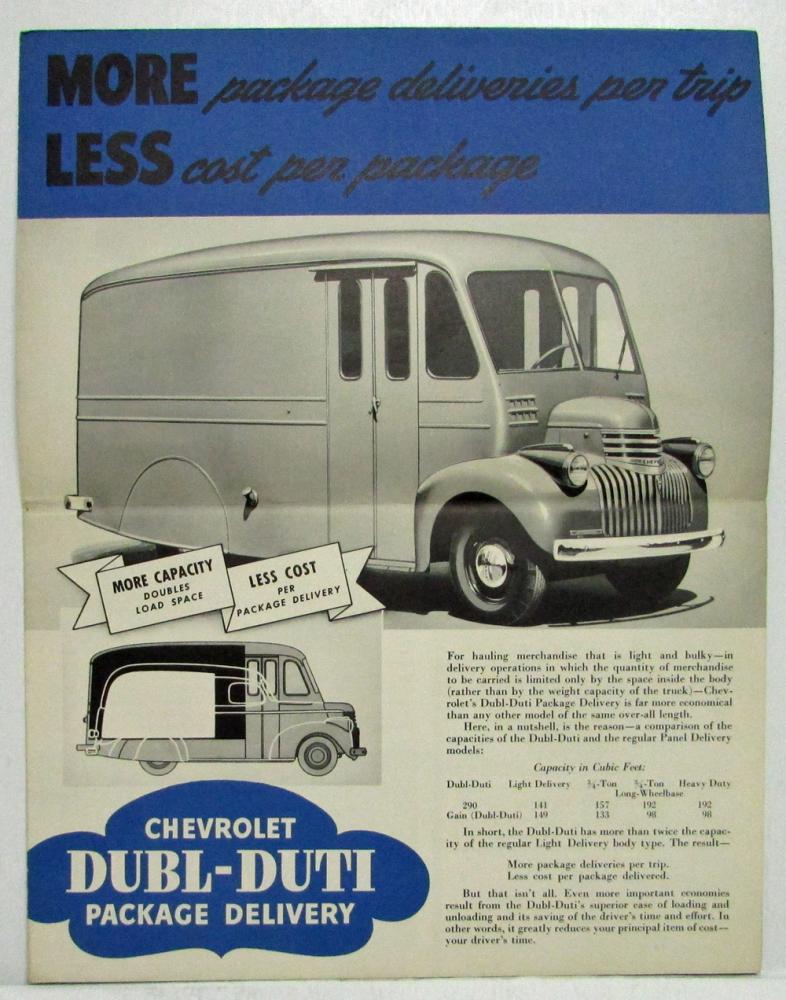 MORE package deliveries per trip
LESS cost per package
MORE CAPACITY
DOUBLES
LOAD SPACE
LESS COST
PER
PACKAGE DELIVERY
CHEVROLET
DUBL-DUTI
PACKAGE DELIVERY
For hauling merchandise that is light and bulky—in
delivery operations in which the quantity of merchandise
to be carried is limited only by the space inside the body
(rather than by the weight capacity of the truck)—Chev-
rolet's Dubl-Duti Package Delivery is far more economical
than any other model of the same over-all length.
Here, in a nutshell, is the reason—a comparison of the
capacities of the Dubl-Duti and the regular Panel Delivery
models:
Capacity in Cubic Feet:
Dubl-Duti Light Delivery ¾-Ton ¾-Ton Heavy Duty
Long-Wheelbase
290 141 157 192 192
Gain (Dubl-Duti) 149 133 98 98
In short, the Dubl-Duti has more than twice the capac-
ity of the regular Light Delivery body type. The result—
More package deliveries per trip.
Less cost per package delivered.
But that isn't all. Even more important economies
result from the Dubl-Duti's superior ease of loading and
unloading and its saving of the driver's time and effort. In
other words, it greatly reduces your principal item of cost—
your driver's time.